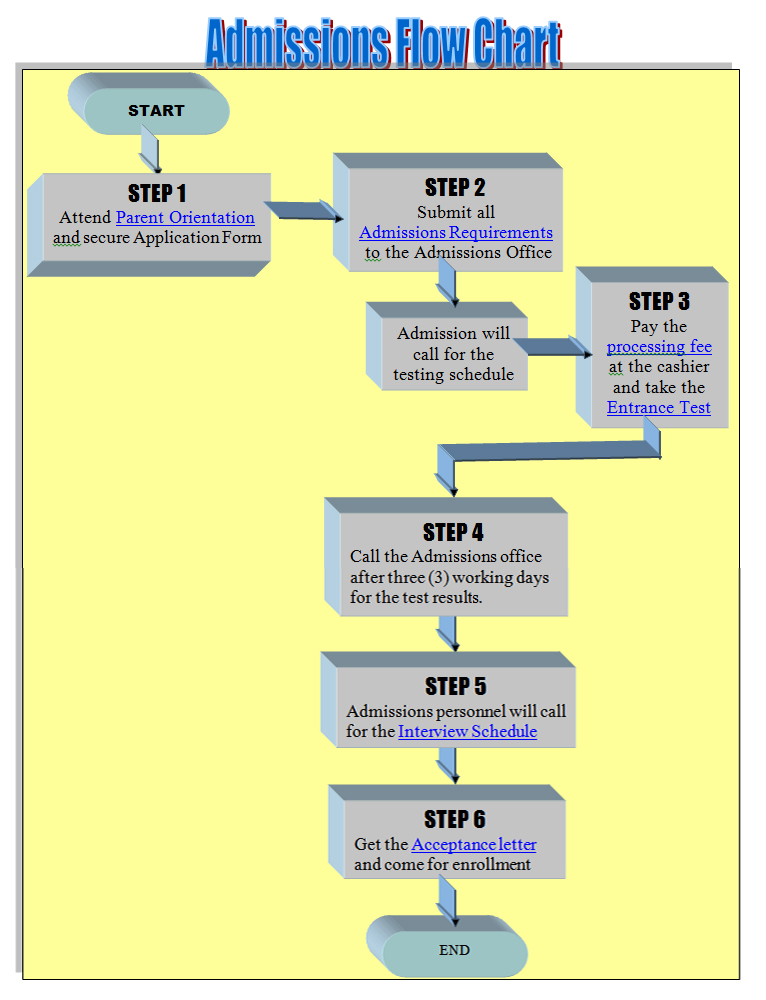 Admissions Flow Chart
START
STEP 1
Attend Parent Orientation
and secure Application Form
STEP 2
Submit all
Admissions Requirements
to the Admissions Office
Admission will
call for the
testing schedule
STEP 3
Pay the
processing fee
at the cashier
and take the
Entrance Test
STEP 4
Call the Admissions office
after three (3) working days
for the test results.
STEP 5
Admissions personnel will call
for the Interview Schedule
STEP 6
Get the Acceptance letter
and come for enrollment
END